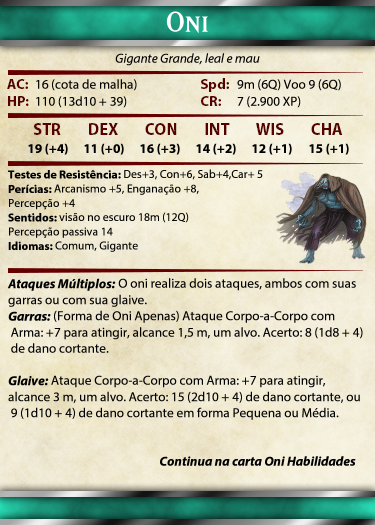 ONI
Gigante Grande, leal e mau
AC: 16 (cota de malha) Spd: 9m (6Q) Voo 9 (6Q)
HP: 110 (13d10 + 39) CR: 7 (2.900 XP)
STR DEX CON INT WIS CHA
19 (+4) 11 (+0) 16 (+3) 14 (+2) 12 (+1) 15 (+1)
Testes de Resistência: Des+3, Con+6, Sab+4,Car+ 5
Perícias: Arcanismo +5, Enganação +8,
Percepção +4
Sentidos: visão no escuro 18m (12Q)
Percepção passiva 14
Idiomas: Comum, Gigante
Ataques Múltiplos: O oni realiza dois ataques, ambos com suas
garras ou com sua glaive.
Garras: (Forma de Oni Apenas) Ataque Corpo-a-Corpo com
Arma: +7 para atingir, alcance 1,5 m, um alvo. Acerto: 8 (1d8 + 4)
de dano cortante.
Glaive: Ataque Corpo-a-Corpo com Arma: +7 para atingir,
alcance 3 m, um alvo. Acerto: 15 (2d10 + 4) de dano cortante, ou
9 (1d10 + 4) de dano cortante em forma Pequena ou Média.
Continua na carta Oni Habilidades